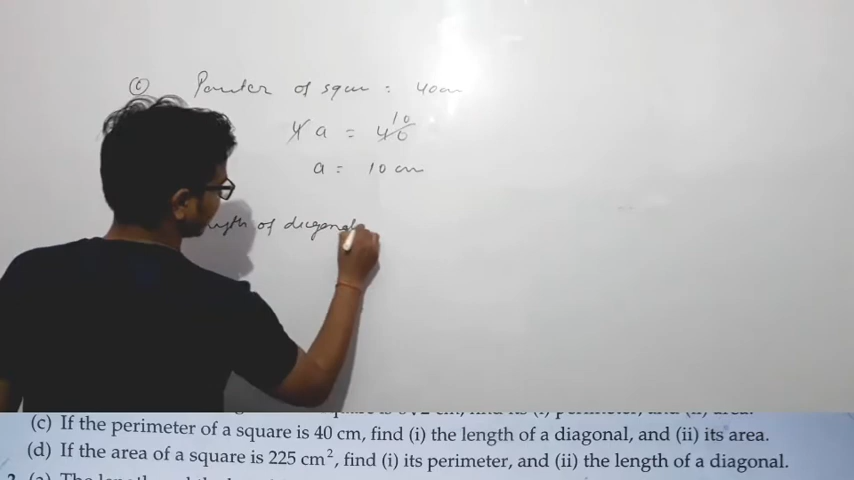 (c) Perimeter of squre = 40cm
4a = 40 10
a = 10 cm
length of diagonal
(c) If the perimeter of a square is 40 cm, find (i) the length of a diagonal, and (ii) its area.
(d) If the area of a square is 225 cm², find (i) its perimeter, and (ii) the length of a diagonal.